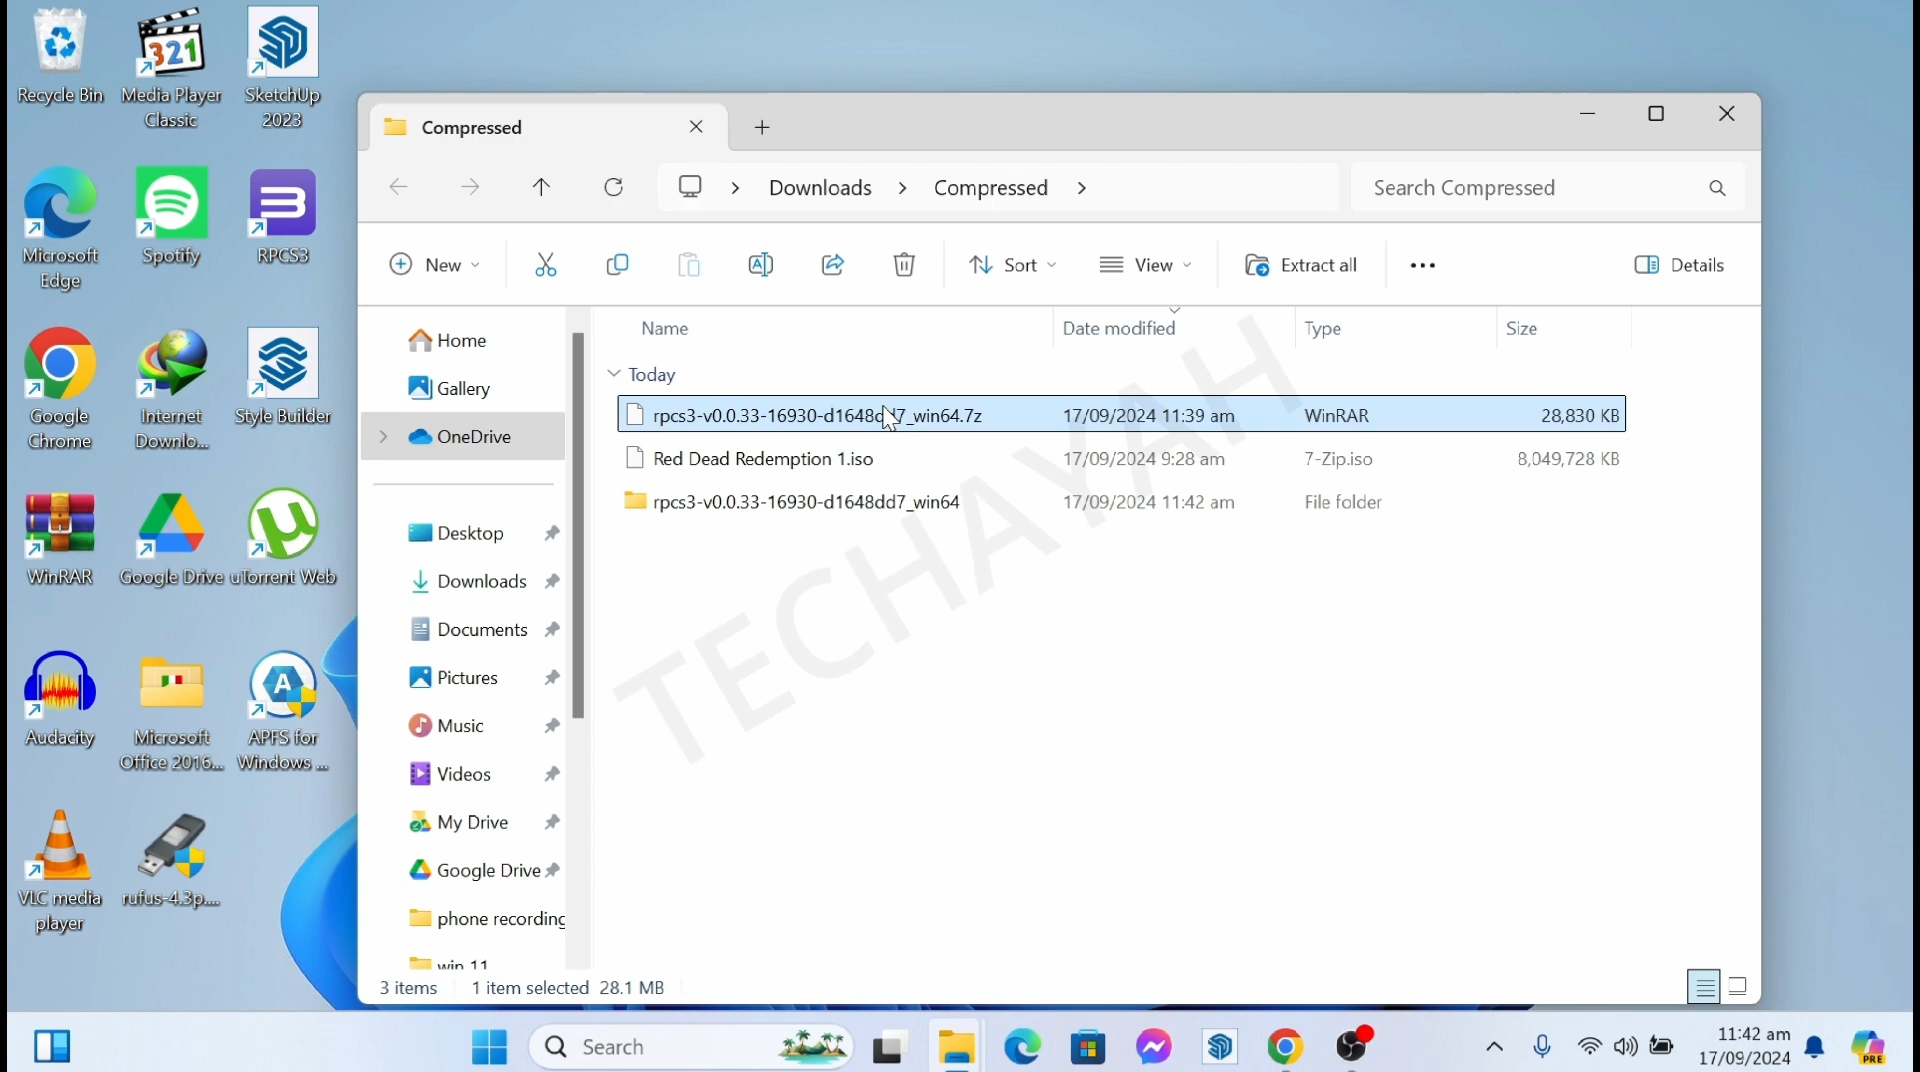 Recycle Bin
Media Player
Classic
SketchUp
2023
Microsoft
Edge
Spotify
RPCS3
Google
Chrome
Internet
Downlo...
Style Builder
WinRAR
Google Drive
uTorrent Web
Audacity
Microsoft
Office 2016...
APFS for
Windows ...
VLC media
player
rufus-4.3p....
321
Compressed
Downloads > Compressed >
Search Compressed
New
Sort
View
Extract all
Details
Home
Gallery
OneDrive
Desktop
Downloads
Documents
Pictures
Music
Videos
My Drive
Google Drive
phone recording
win 11
Name Date modified Type Size
Today
rpcs3-v0.0.33-16930-d1648dd7_win64.7z 17/09/2024 11:39 am WinRAR 28,830 KB
Red Dead Redemption 1.iso 17/09/2024 9:28 am 7-Zip.iso 8,049,728 KB
rpcs3-v0.0.33-16930-d1648dd7_win64 17/09/2024 11:42 am File folder
TECHAYAH
3 items 1 item selected 28.1 MB
Search
11:42 am
17/09/2024
PRE